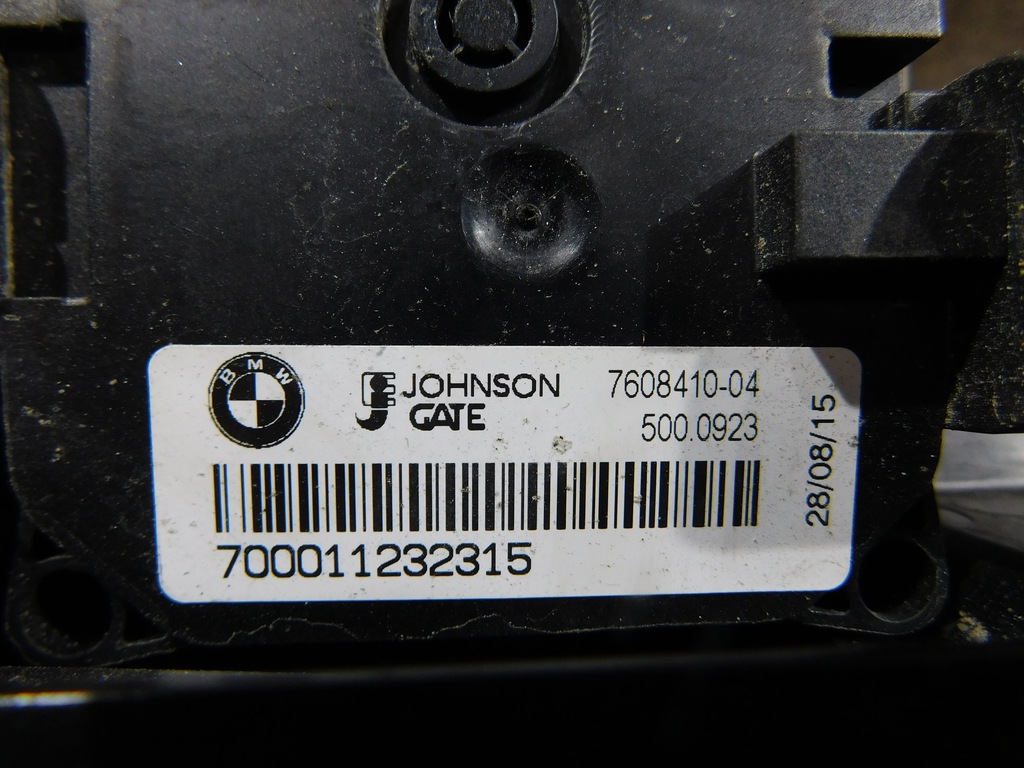 BMW
JOHNSON
GATE
7608410-04
500.0923
28/08/15
700011232315